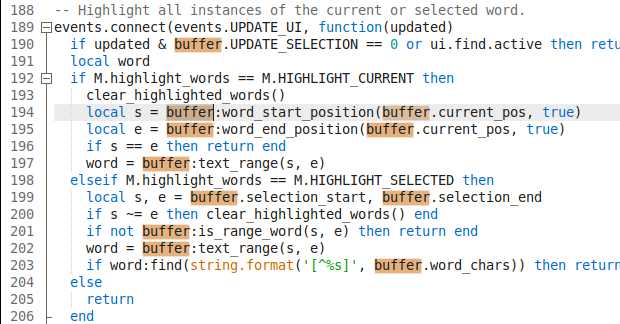 188 -- Highlight all instances of the current or selected word.
189 events.connect(events.UPDATE_UI, function(updated)
190 if updated & buffer.UPDATE_SELECTION == 0 or ui.find.active then retu
191 local word
192 if M.highlight_words == M.HIGHLIGHT_CURRENT then
193 clear_highlighted_words()
194 local s = buffer:word_start_position(buffer.current_pos, true)
195 local e = buffer:word_end_position(buffer.current_pos, true)
196 if s == e then return end
197 word = buffer:text_range(s, e)
198 elseif M.highlight_words == M.HIGHLIGHT_SELECTED then
199 local s, e = buffer.selection_start, buffer.selection_end
200 if s ~= e then clear_highlighted_words() end
201 if not buffer:is_range_word(s, e) then return end
202 word = buffer:text_range(s, e)
203 if word:find(string.format('[^%s]', buffer.word_chars)) then return
204 else
205 return
206 end